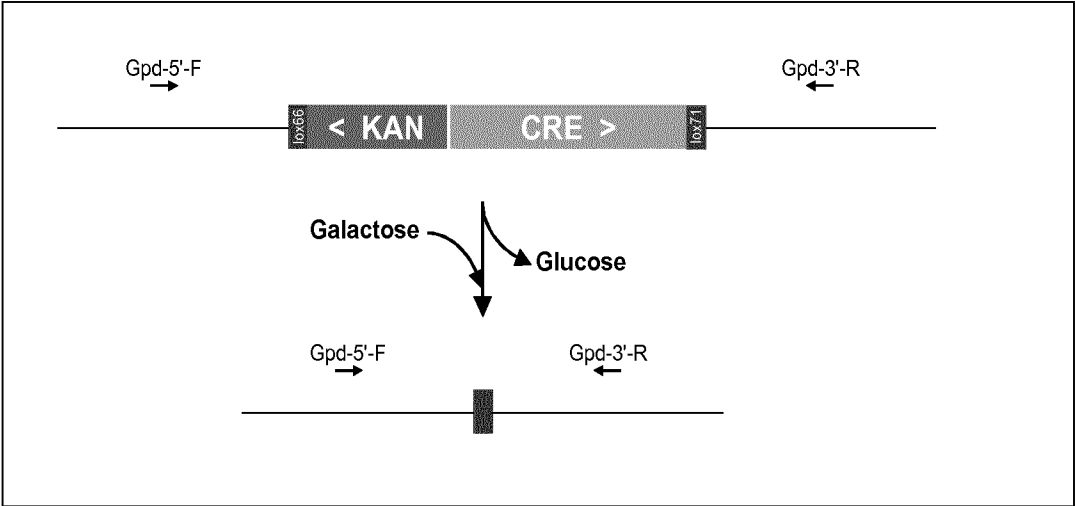 Gpd-5'-F
Gpd-3'-R
lox66
< KAN
CRE >
lox71
Galactose
Glucose
Gpd-5'-F
Gpd-3'-R